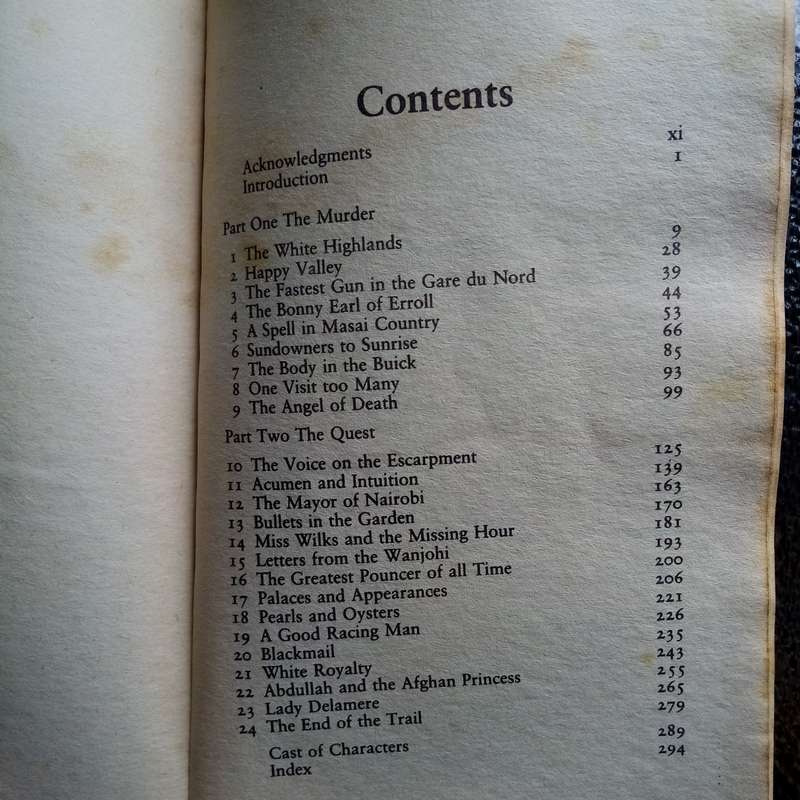 Contents
Acknowledgments xi
Introduction 1
Part One The Murder
1 The White Highlands 9
2 Happy Valley 28
3 The Fastest Gun in the Gare du Nord 39
4 The Bonny Earl of Erroll 44
5 A Spell in Masai Country 53
6 Sundowners to Sunrise 66
7 The Body in the Buick 85
8 One Visit too Many 93
9 The Angel of Death 99
Part Two The Quest
10 The Voice on the Escarpment 125
11 Acumen and Intuition 139
12 The Mayor of Nairobi 163
13 Bullets in the Garden 170
14 Miss Wilks and the Missing Hour 181
15 Letters from the Wanjohi 193
16 The Greatest Pouncer of all Time 200
17 Palaces and Appearances 206
18 Pearls and Oysters 221
19 A Good Racing Man 226
20 Blackmail 235
21 White Royalty 243
22 Abdullah and the Afghan Princess 255
23 Lady Delamere 265
24 The End of the Trail 279
Cast of Characters 289
Index 294